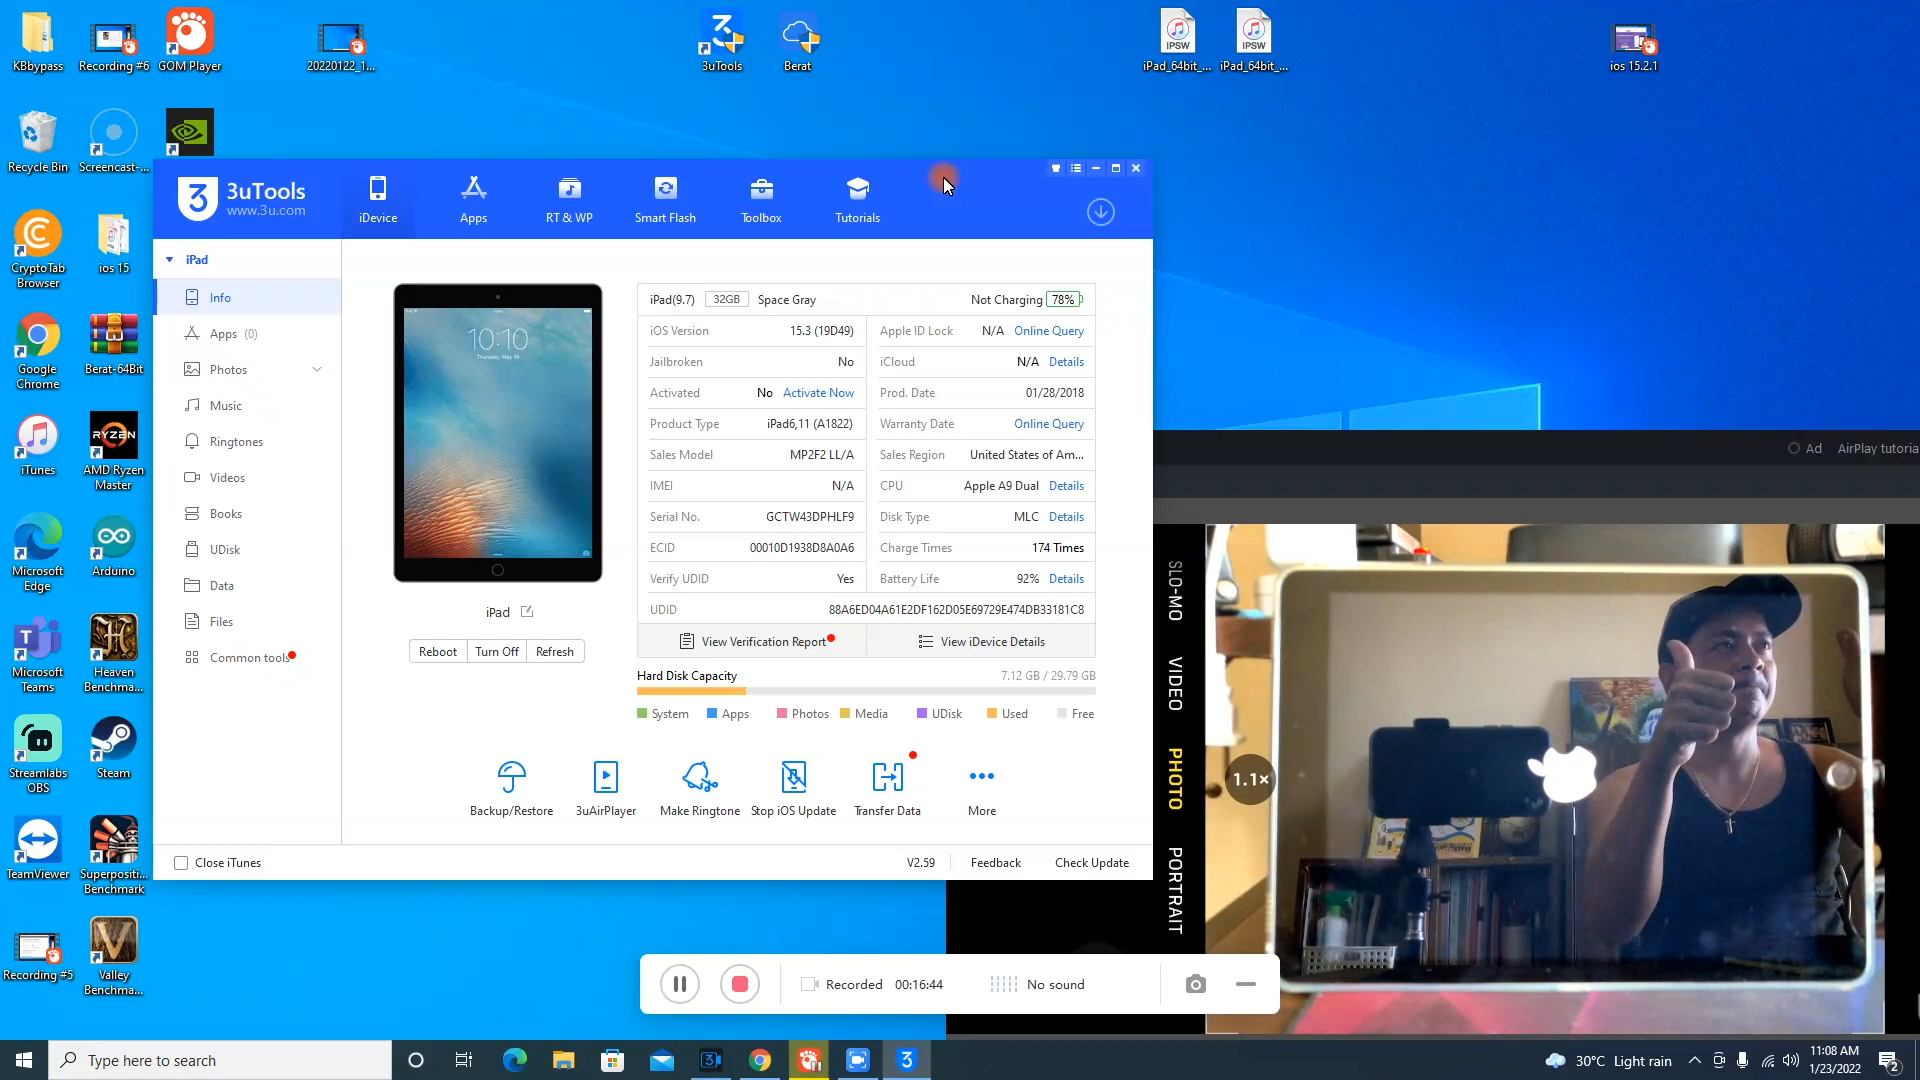 KBbypass
Recording #6
GOM Player
20220122_1...
3uTools
Berat
iPad_64bit_...
iPad_64bit_...
ios 15.2.1
Recycle Bin
Screencast-...
CryptoTab Browser
ios 15
Google Chrome
Berat-64Bit
iTunes
AMD Ryzen Master
Microsoft Edge
Arduino
Microsoft Teams
Heaven Benchma...
Streamlabs OBS
Steam
TeamViewer
Superpositi... Benchmark
Recording #5
Valley Benchma...
RYZEN
3uTools
www.3u.com
iDevice
Apps
RT & WP
Smart Flash
Toolbox
Tutorials
iPad
Info
Apps (0)
Photos
Music
Ringtones
Videos
Books
UDisk
Data
Files
Common tools
10:10
iPad
Reboot Turn Off Refresh
iPad(9.7) 32GB Space Gray Not Charging 78%
iOS Version 15.3 (19D49) Apple ID Lock N/A Online Query
Jailbroken No iCloud N/A Details
Activated No Activate Now Prod. Date 01/28/2018
Product Type iPad6,11 (A1822) Warranty Date Online Query
Sales Model MP2F2 LL/A Sales Region United States of Am...
IMEI N/A CPU Apple A9 Dual Details
Serial No. GCTW43DPHLF9 Disk Type MLC Details
ECID 00010D1938D8A0A6 Charge Times 174 Times
Verify UDID Yes Battery Life 92% Details
UDID 88A6ED04A61E2DF162D05E69729E474DB33181C8
View Verification Report View iDevice Details
Hard Disk Capacity 7.12 GB / 29.79 GB
System Apps Photos Media UDisk Used Free
Backup/Restore 3uAirPlayer Make Ringtone Stop iOS Update Transfer Data More
Close iTunes V2.59 Feedback Check Update
Ad AirPlay tutoria
SLO-MO
VIDEO
PHOTO
PORTRAIT
1.1×
Recorded 00:16:44 No sound
Type here to search
30°C Light rain
11:08 AM
1/23/2022
2